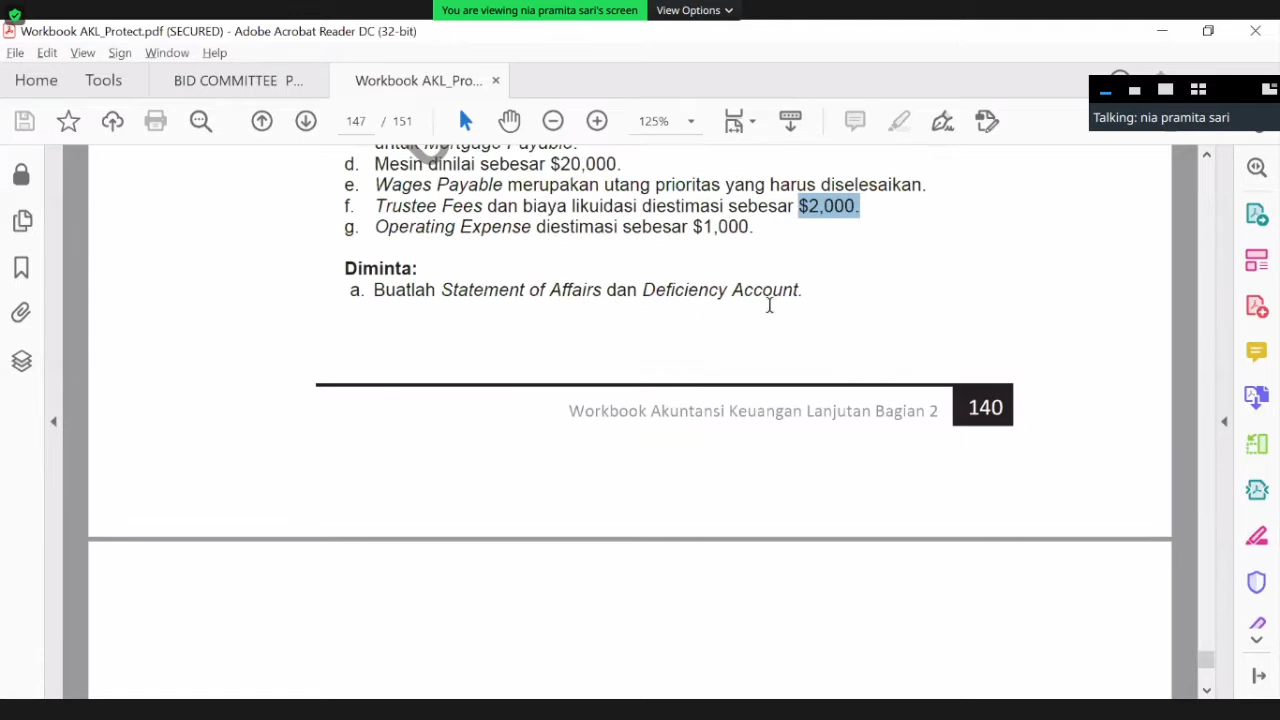 You are viewing nia pramita sari's screen
View Options
Workbook AKL_Protect.pdf (SECURED) - Adobe Acrobat Reader DC (32-bit)
File Edit View Sign Window Help
Home Tools BID COMMITTEE P... Workbook AKL_Pro... ×
147 / 151 125%
Talking: nia pramita sari
untuk Mortgage Payable.
d. Mesin dinilai sebesar $20,000.
e. Wages Payable merupakan utang prioritas yang harus diselesaikan.
f. Trustee Fees dan biaya likuidasi diestimasi sebesar $2,000.
g. Operating Expense diestimasi sebesar $1,000.
Diminta:
a. Buatlah Statement of Affairs dan Deficiency Account.
Workbook Akuntansi Keuangan Lanjutan Bagian 2 140